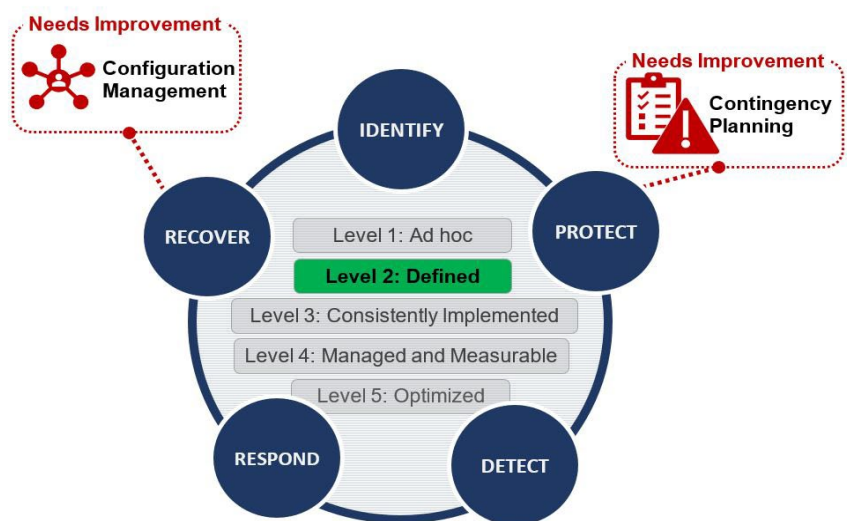 Needs Improvement
Configuration
Management
Needs Improvement
Contingency
Planning
IDENTIFY
RECOVER
PROTECT
Level 1: Ad hoc
Level 2: Defined
Level 3: Consistently Implemented
Level 4: Managed and Measurable
Level 5: Optimized
RESPOND
DETECT